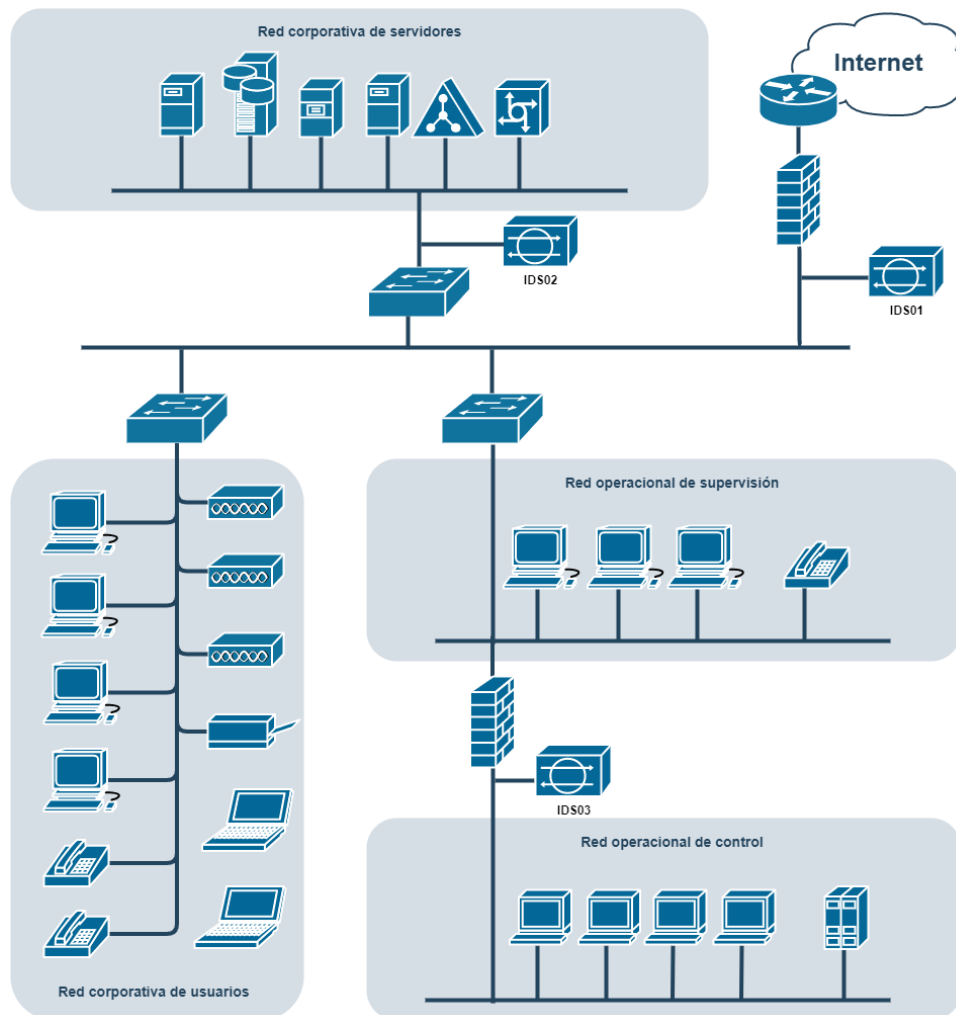 Red corporativa de servidores
Internet
IDS02
IDS01
Red operacional de supervisión
IDS03
Red operacional de control
Red corporativa de usuarios